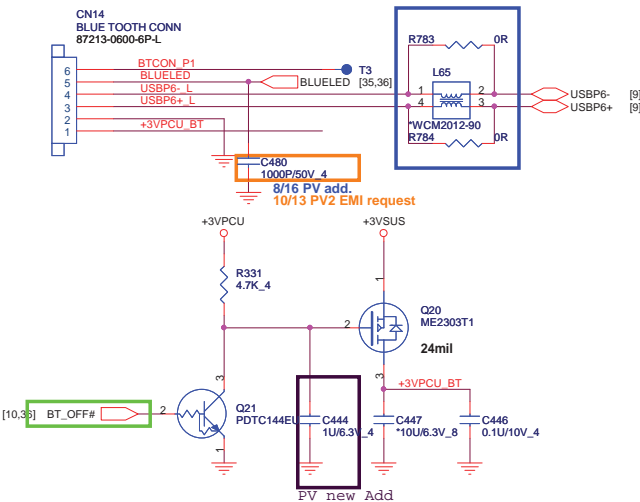 CN14
BLUE TOOTH CONN
87213-0600-6P-L
6
5
4
3
2
1
BTCON_P1
BLUELED
USBP6-_L
USBP6+_L
+3VPCU_BT
T3
BLUELED [35,36]
R783 0R
L65
1 2
4 3
*WCM2012-90
R784 0R
USBP6- [9]
USBP6+ [9]
C480
1000P/50V_4
8/16 PV add.
10/13 PV2 EMI request
+3VPCU
+3VSUS
R331
4.7K_4
1
2
3
Q20
ME2303T1
24mil
+3VPCU_BT
3
[10,36] BT_OFF# 2
1
Q21
PDTC144EU
C444
1U/6.3V_4
C447
*10U/6.3V_8
C446
0.1U/10V_4
PV new Add